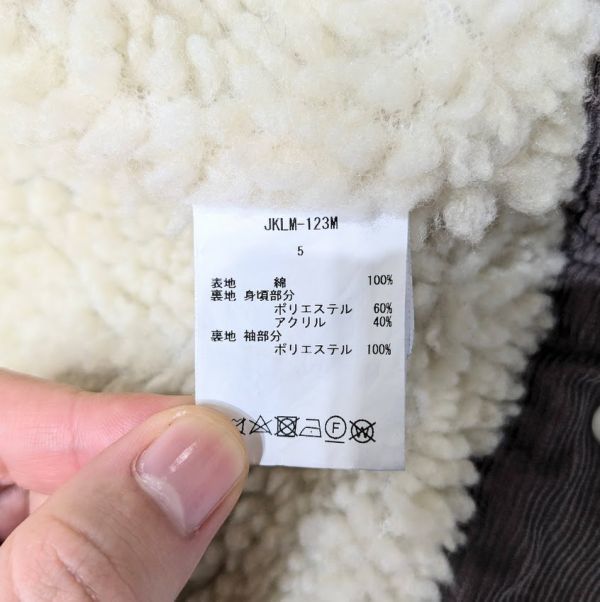 JKLM-123M
5
表地 綿 100%
裏地 身頃部分
ポリエステル 60%
アクリル 40%
裏地 袖部分
ポリエステル 100%
F
W